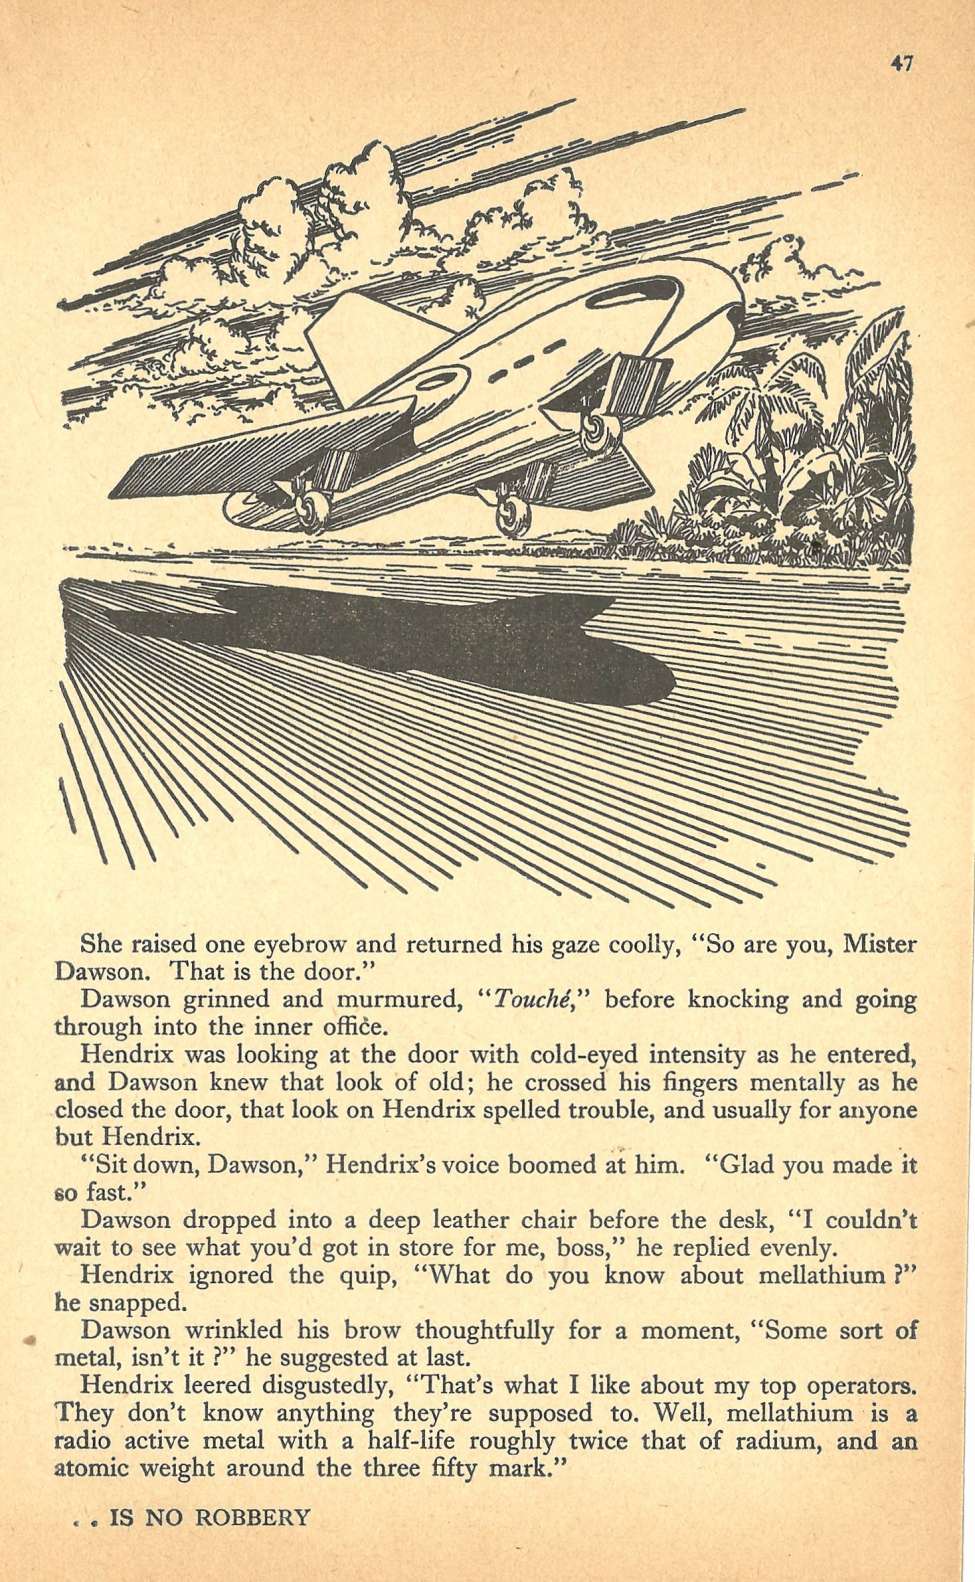 47
She raised one eyebrow and returned his gaze coolly, “So are you, Mister
Dawson. That is the door.”
Dawson grinned and murmured, “Touché,” before knocking and going
through into the inner office.
Hendrix was looking at the door with cold-eyed intensity as he entered,
and Dawson knew that look of old; he crossed his fingers mentally as he
closed the door, that look on Hendrix spelled trouble, and usually for anyone
but Hendrix.
“Sit down, Dawson,” Hendrix’s voice boomed at him. “Glad you made it
so fast.”
Dawson dropped into a deep leather chair before the desk, “I couldn’t
wait to see what you’d got in store for me, boss,” he replied evenly.
Hendrix ignored the quip, “What do you know about mellathium ?”
he snapped.
Dawson wrinkled his brow thoughtfully for a moment, “Some sort of
metal, isn’t it ?” he suggested at last.
Hendrix leered disgustedly, “That’s what I like about my top operators.
They don’t know anything they’re supposed to. Well, mellathium is a
radio active metal with a half-life roughly twice that of radium, and an
atomic weight around the three fifty mark.”
. . IS NO ROBBERY